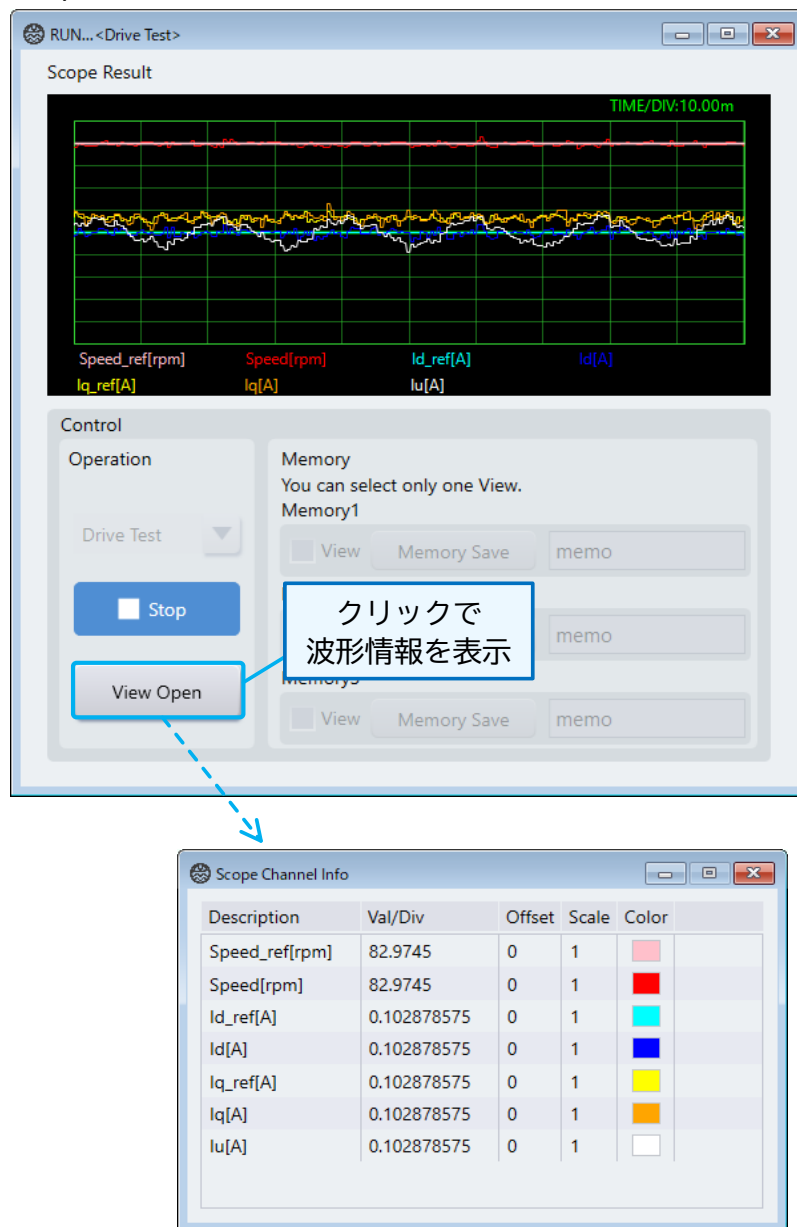 RUN...<Drive Test>
Scope Result
TIME/DIV:10.00m
Speed_ref[rpm] Speed[rpm] Id_ref[A] Id[A]
Iq_ref[A] Iq[A] Iu[A]
Control
Operation
Drive Test
Stop
View Open
Memory
You can select only one View.
Memory1
View Memory Save memo
クリックで
波形情報を表示
memo
View Memory Save memo
Scope Channel Info
Description Val/Div Offset Scale Color
Speed_ref[rpm] 82.9745 0 1
Speed[rpm] 82.9745 0 1
Id_ref[A] 0.102878575 0 1
Id[A] 0.102878575 0 1
Iq_ref[A] 0.102878575 0 1
Iq[A] 0.102878575 0 1
Iu[A] 0.102878575 0 1